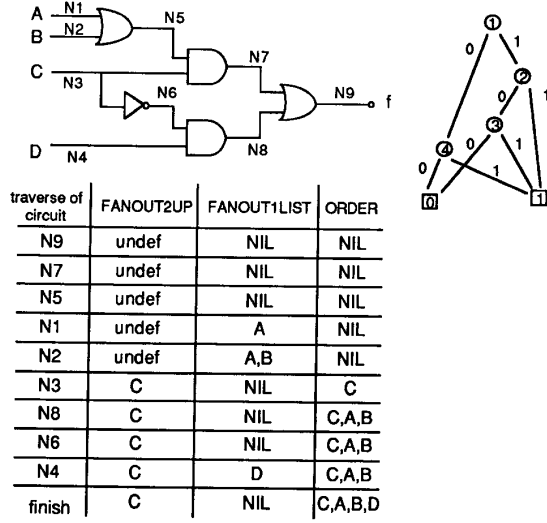 A N1
N5
B N2
N7
C
N3
N6
N9
f
D
N4
N8
1
0
1
2
0
1
3
4
0
0
1
1
0
1
traverse of circuit FANOUT2UP FANOUT1LIST ORDER
N9 undef NIL NIL
N7 undef NIL NIL
N5 undef NIL NIL
N1 undef A NIL
N2 undef A,B NIL
N3 C NIL C
N8 C NIL C,A,B
N6 C NIL C,A,B
N4 C D C,A,B
finish C NIL C,A,B,D